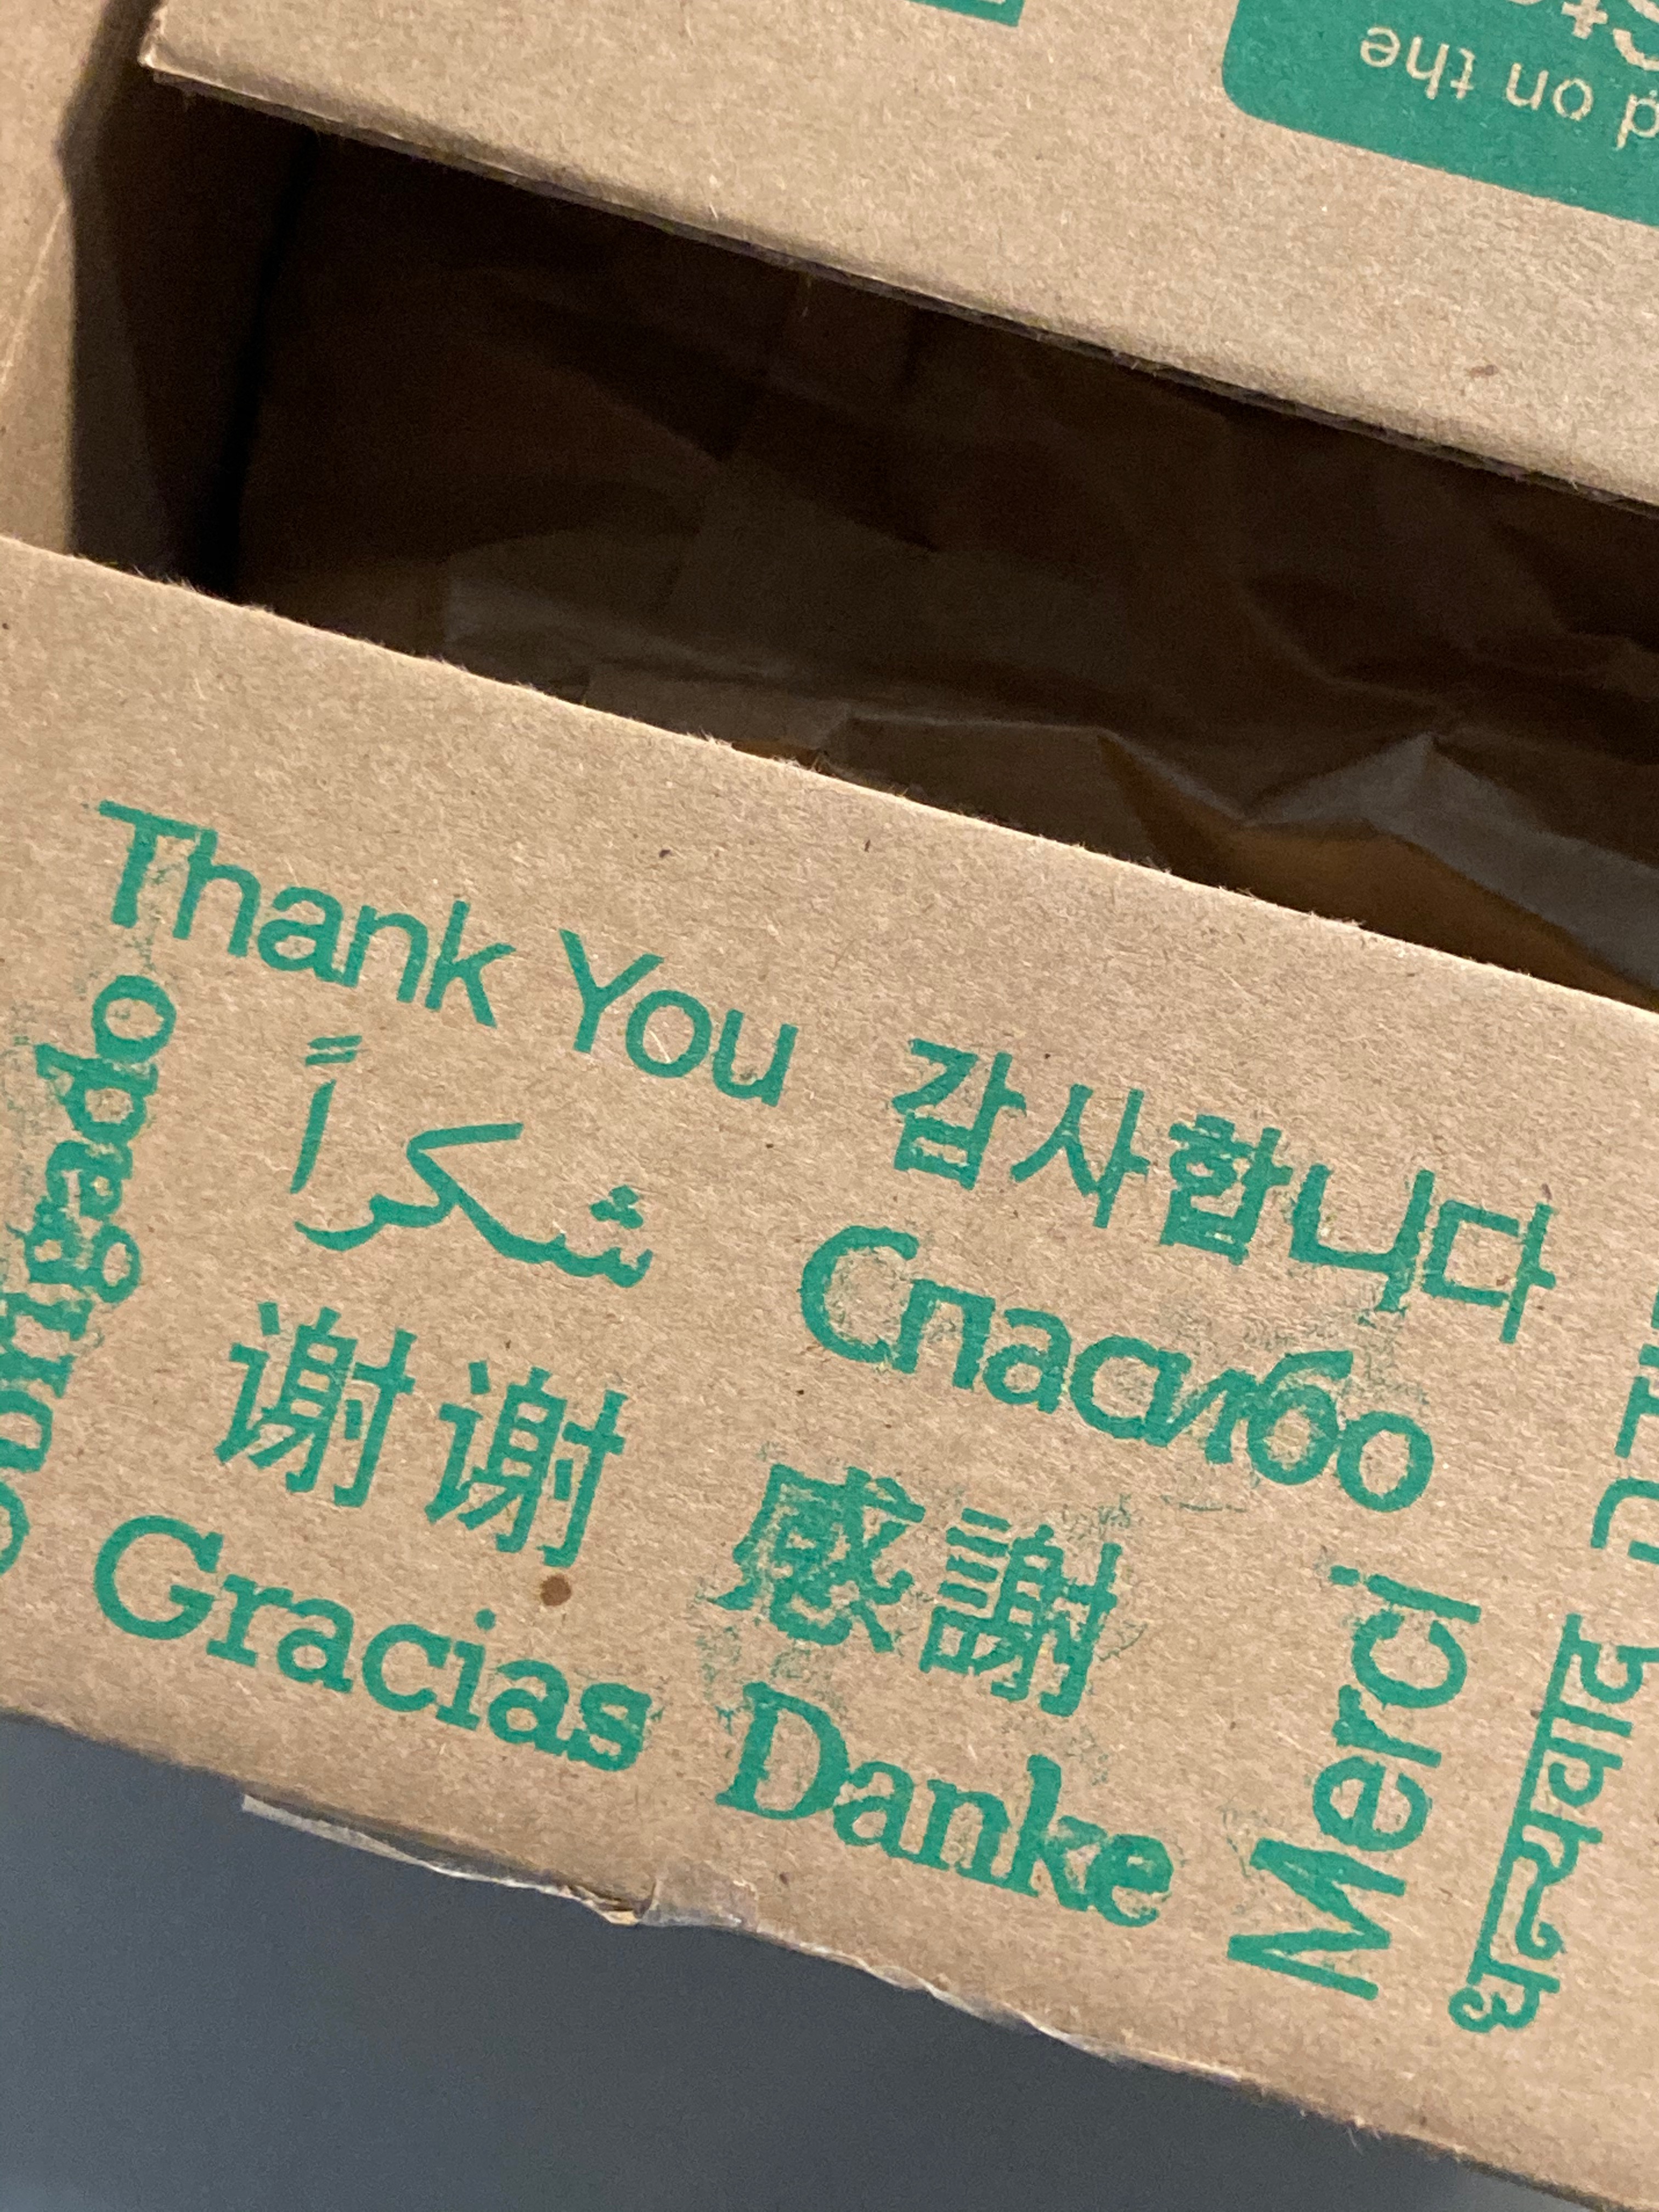 on the
Thank You 감사합니다
شكراً Спасибо
谢谢 感謝
Gracias Danke
Obrigado
Merci
धन्यवाद